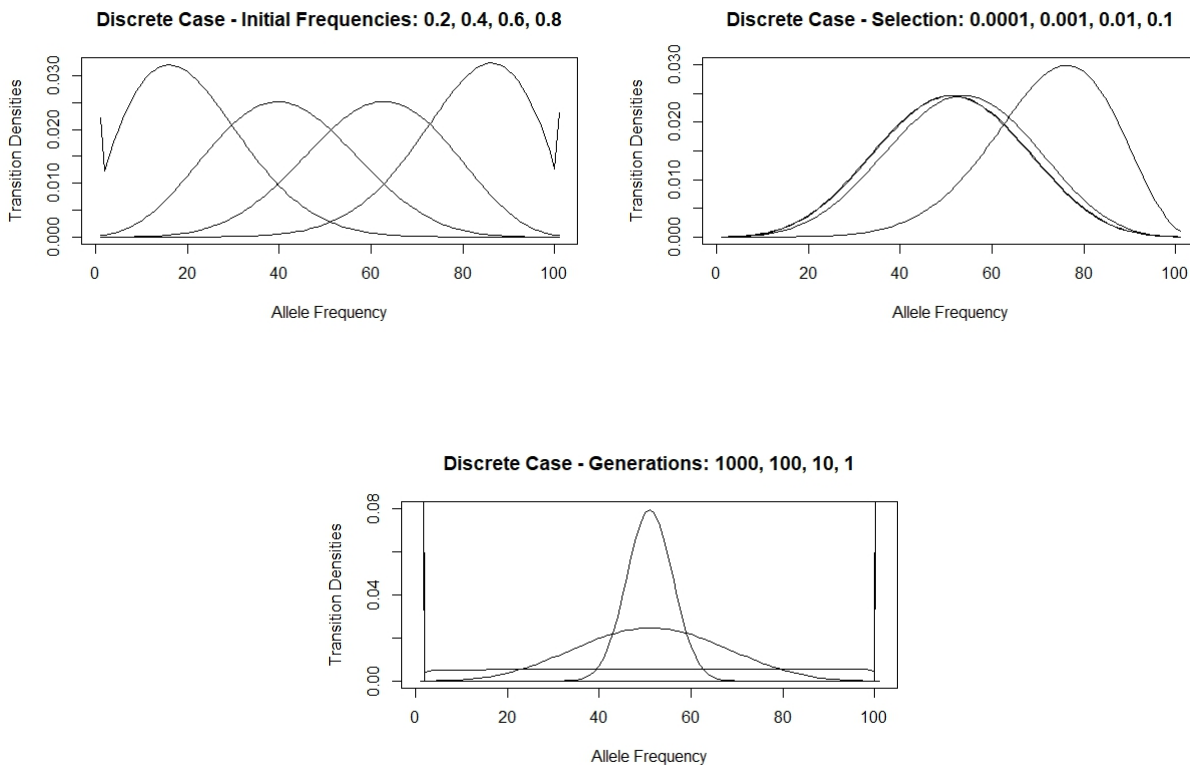 Discrete Case - Initial Frequencies: 0.2, 0.4, 0.6, 0.8
Transition Densities
0.000 0.010 0.020 0.030
0 20 40 60 80 100
Allele Frequency
Discrete Case - Selection: 0.0001, 0.001, 0.01, 0.1
Transition Densities
0.000 0.010 0.020 0.030
0 20 40 60 80 100
Allele Frequency
Discrete Case - Generations: 1000, 100, 10, 1
Transition Densities
0.00 0.04 0.08
0 20 40 60 80 100
Allele Frequency